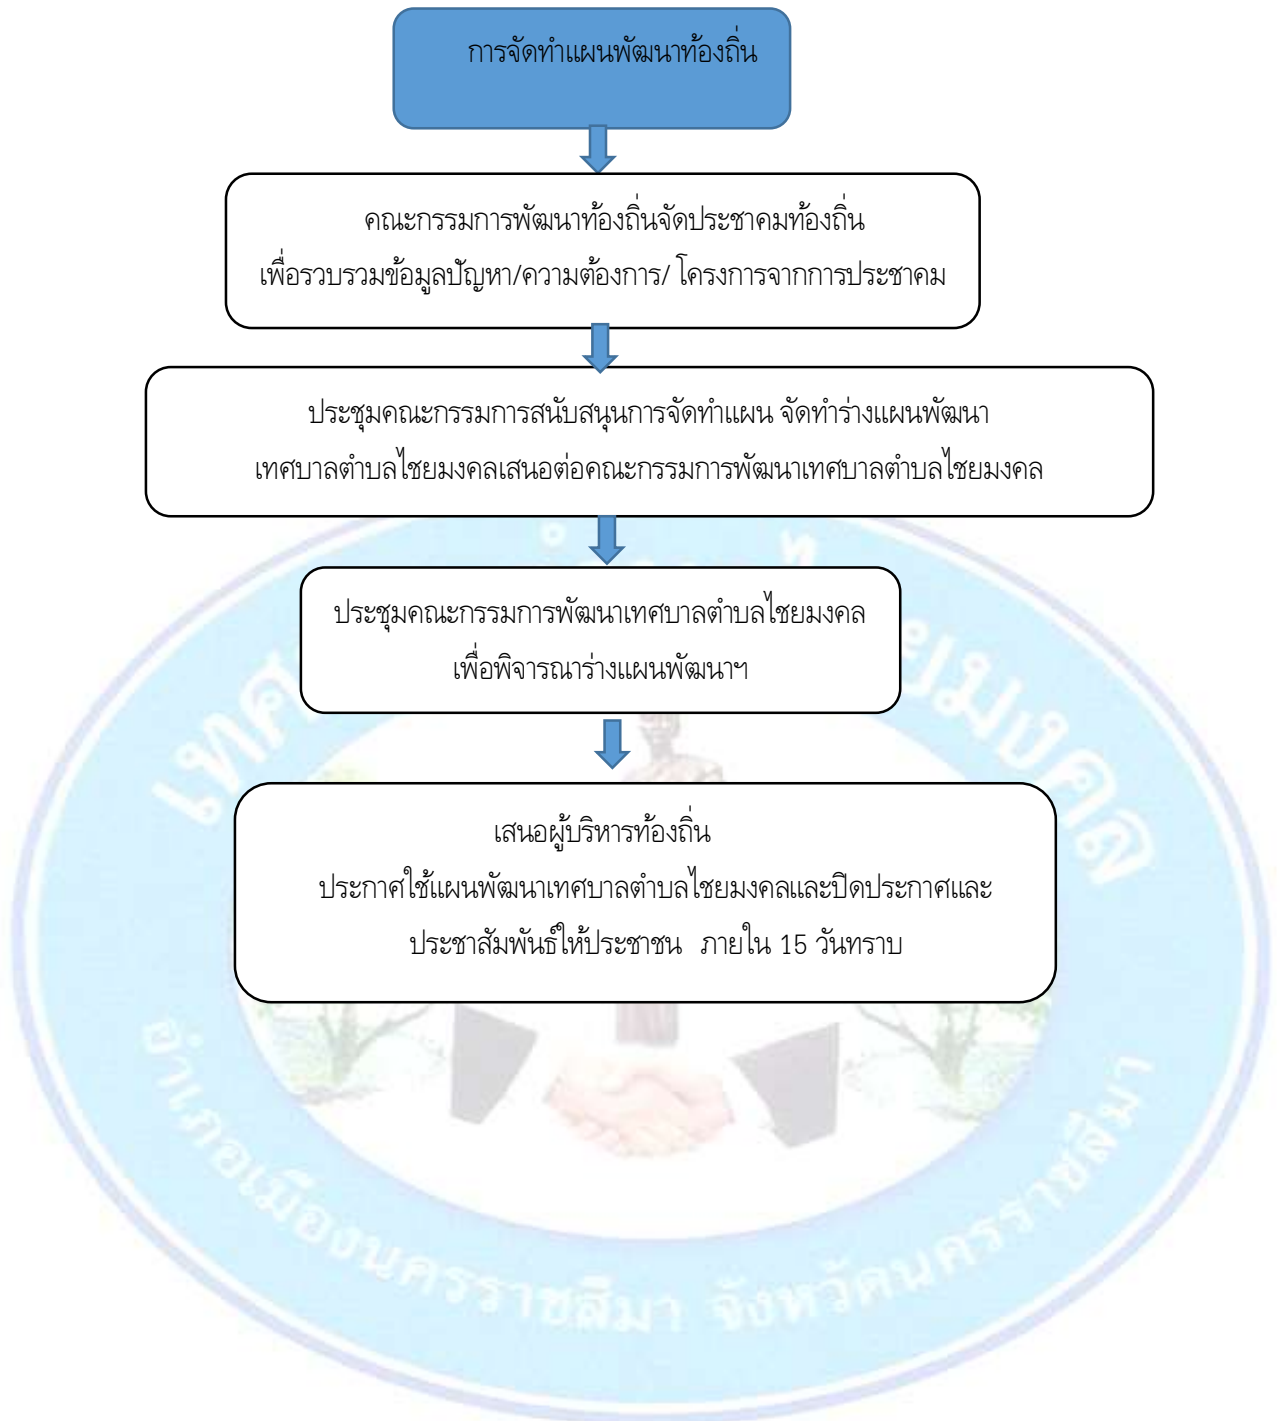 การจัดทำแผนพัฒนาท้องถิ่น
คณะกรรมการพัฒนาท้องถิ่นจัดประชาคมท้องถิ่น
เพื่อรวบรวมข้อมูลปัญหา/ความต้องการ/ โครงการจากการประชาคม
ประชุมคณะกรรมการสนับสนุนการจัดทำแผน จัดทำร่างแผนพัฒนา
เทศบาลตำบลไชยมงคลเสนอต่อคณะกรรมการพัฒนาเทศบาลตำบลไชยมงคล
ประชุมคณะกรรมการพัฒนาเทศบาลตำบลไชยมงคล
เพื่อพิจารณาร่างแผนพัฒนาฯ
เสนอผู้บริหารท้องถิ่น
ประกาศใช้แผนพัฒนาเทศบาลตำบลไชยมงคลและปิดประกาศและ
ประชาสัมพันธ์ให้ประชาชน  ภายใน 15 วันทราบ
อำเภอเมืองนครราชสีมา จังหวัดนครราชสีมา